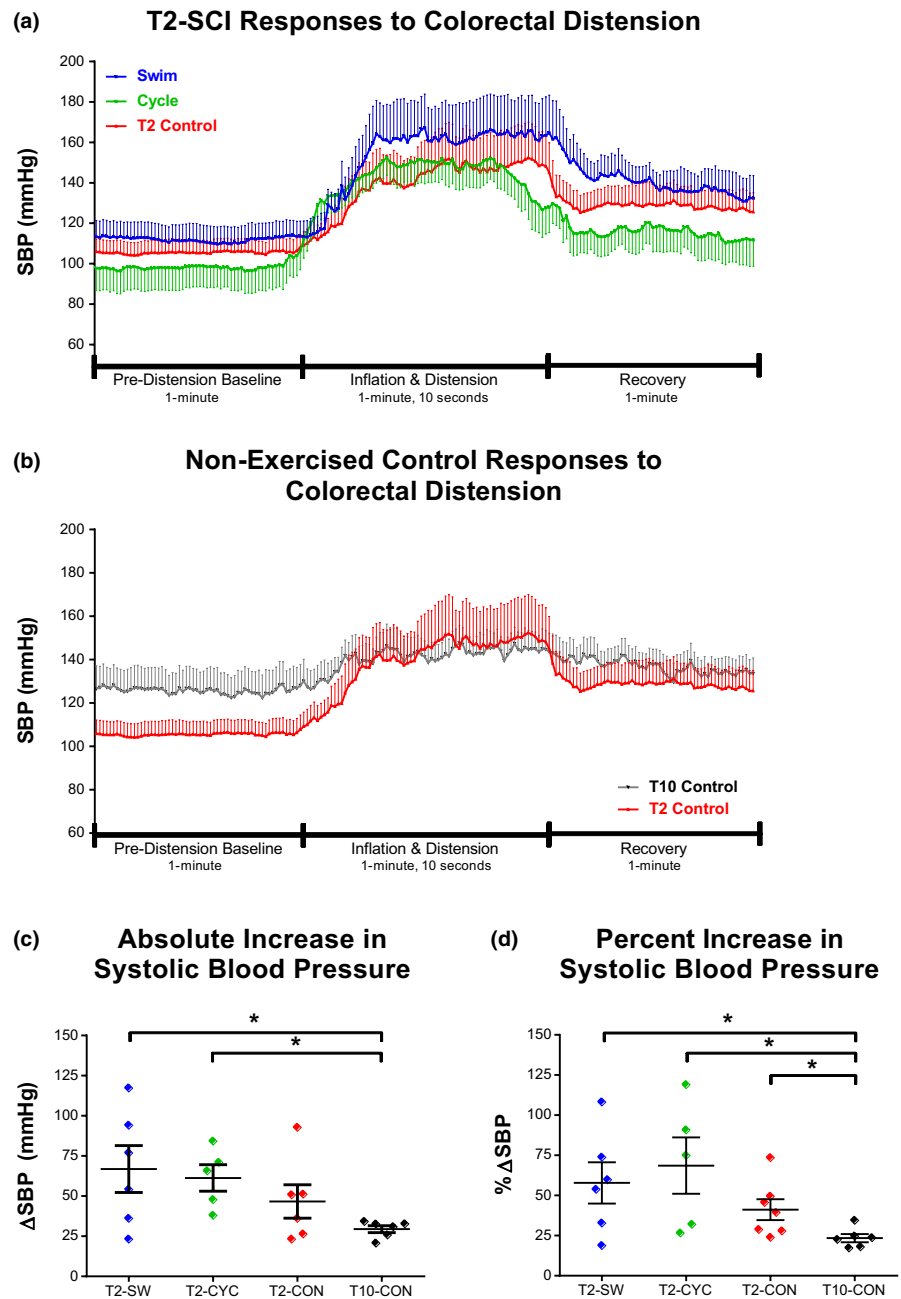 (a)
T2-SCI Responses to Colorectal Distension
SBP (mmHg)
200
180
160
140
120
100
80
60
Swim
Cycle
T2 Control
Pre-Distension Baseline
1-minute
Inflation & Distension
1-minute, 10 seconds
Recovery
1-minute
(b)
Non-Exercised Control Responses to
Colorectal Distension
SBP (mmHg)
200
180
160
140
120
100
80
60
T10 Control
T2 Control
Pre-Distension Baseline
1-minute
Inflation & Distension
1-minute, 10 seconds
Recovery
1-minute
(c)
Absolute Increase in
Systolic Blood Pressure
ΔSBP (mmHg)
150
125
100
75
50
25
0
*
*
T2-SW
T2-CYC
T2-CON
T10-CON
(d)
Percent Increase in
Systolic Blood Pressure
% ΔSBP
150
125
100
75
50
25
0
*
*
*
T2-SW
T2-CYC
T2-CON
T10-CON